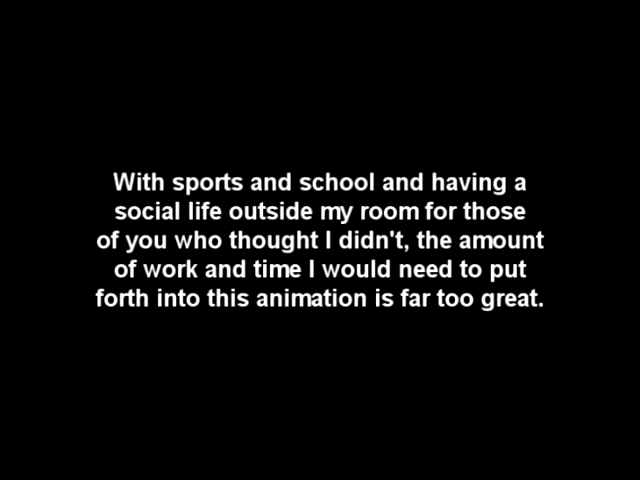 With sports and school and having a
social life outside my room for those
of you who thought I didn't, the amount
of work and time I would need to put
forth into this animation is far too great.